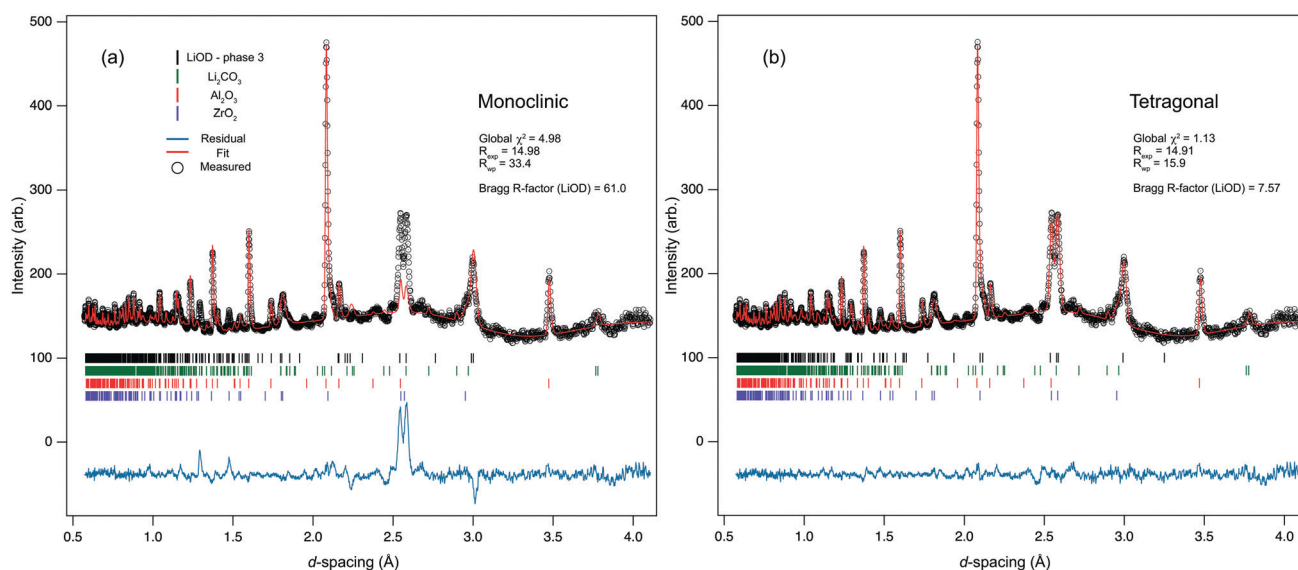 (a)
LiOD - phase 3
Li₂CO₃
Al₂O₃
ZrO₂
Residual
Fit
Measured
Monoclinic
Global χ² = 4.98
R_exp = 14.98
R_wp = 33.4
Bragg R-factor (LiOD) = 61.0
Intensity (arb.)
500
400
300
200
100
0
0.5 1.0 1.5 2.0 2.5 3.0 3.5 4.0
d-spacing (Å)
(b)
Tetragonal
Global χ² = 1.13
R_exp = 14.91
R_wp = 15.9
Bragg R-factor (LiOD) = 7.57
Intensity (arb.)
500
400
300
200
100
0
0.5 1.0 1.5 2.0 2.5 3.0 3.5 4.0
d-spacing (Å)